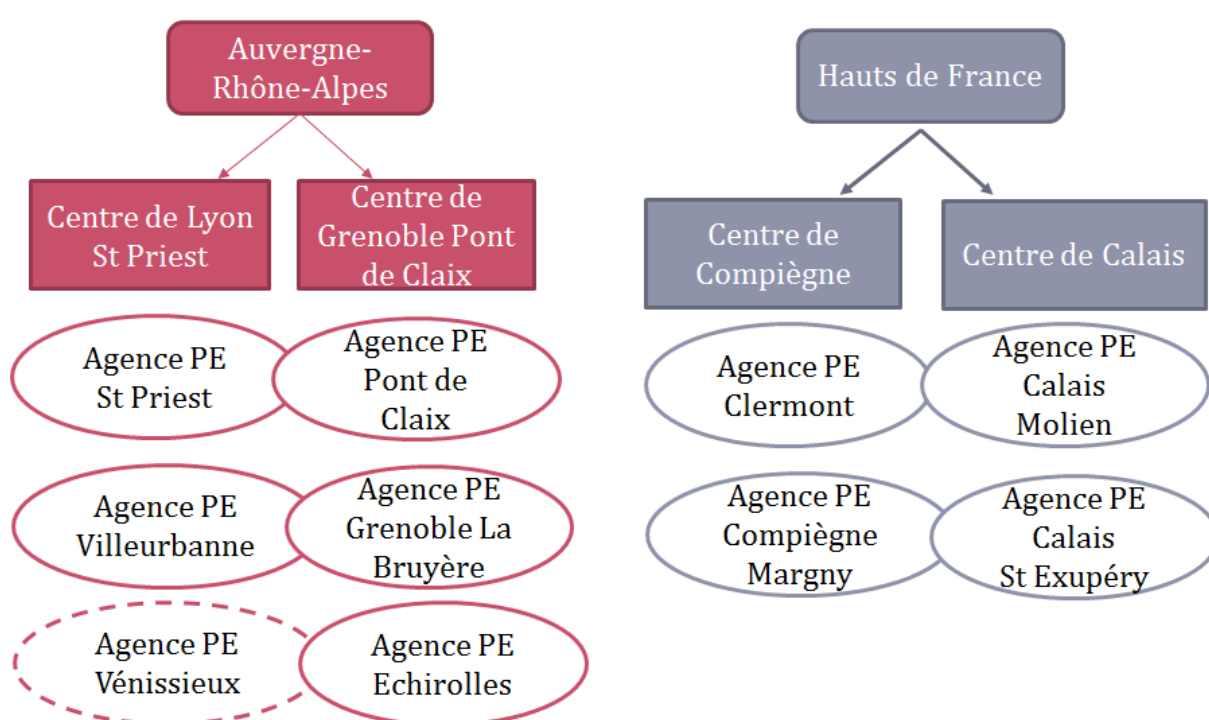 Auvergne-
Rhône-Alpes
Centre de Lyon
St Priest
Centre de
Grenoble Pont
de Claix
Agence PE
St Priest
Agence PE
Pont de
Claix
Agence PE
Villeurbanne
Agence PE
Grenoble La
Bruyère
Agence PE
Vénissieux
Agence PE
Echirolles
Hauts de France
Centre de
Compiègne
Centre de Calais
Agence PE
Clermont
Agence PE
Calais
Molien
Agence PE
Compiègne
Margny
Agence PE
Calais
St Exupéry